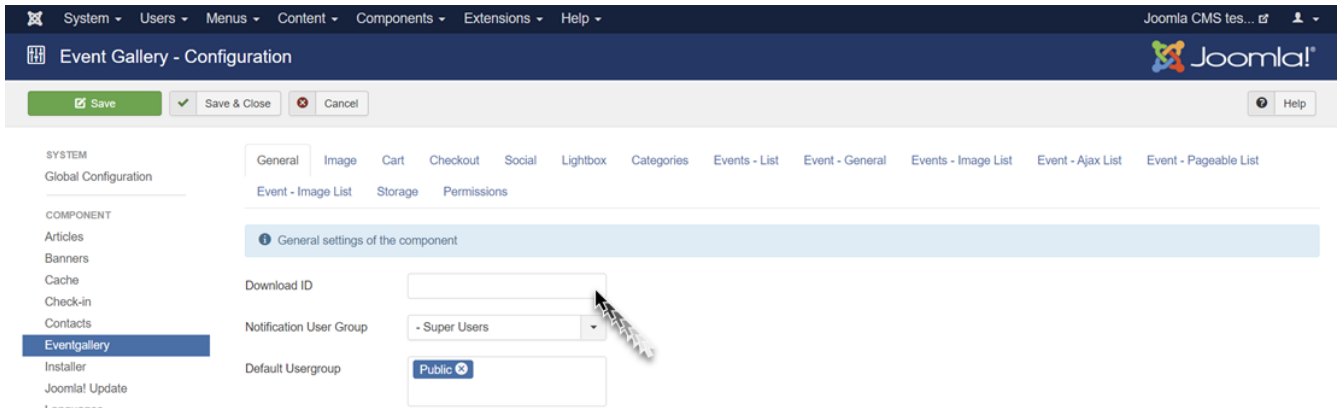 System Users Menus Content Components Extensions Help Joomla CMS tes...
Event Gallery - Configuration Joomla!®
Save Save & Close Cancel Help
SYSTEM
Global Configuration
COMPONENT
Articles
Banners
Cache
Check-in
Contacts
Eventgallery
Installer
Joomla! Update
General Image Cart Checkout Social Lightbox Categories Events - List Event - General Events - Image List Event - Ajax List Event - Pageable List
Event - Image List Storage Permissions
General settings of the component
Download ID
Notification User Group - Super Users
Default Usergroup Public